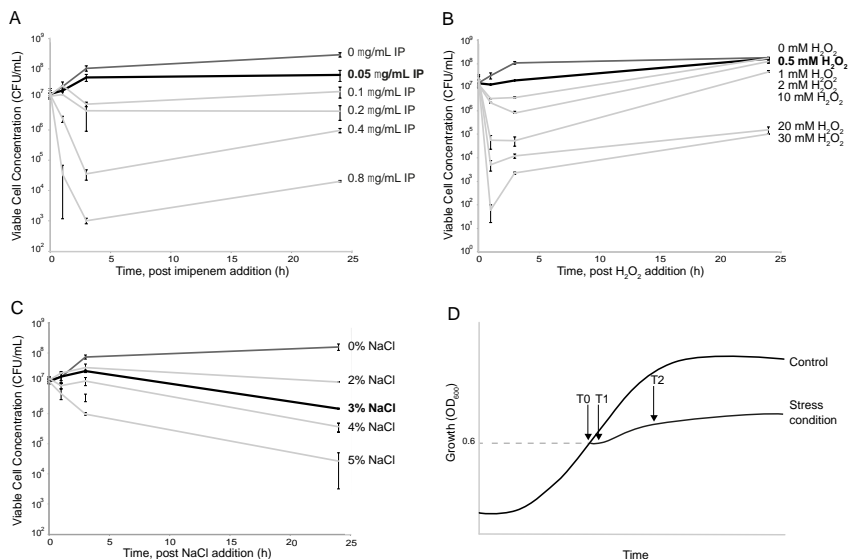 A
Viable Cell Concentration (CFU/mL)
10⁹
10⁸
10⁷
10⁶
10⁵
10⁴
10³
10²
0
5
10
15
20
25
Time, post imipenem addition (h)
0 mg/mL IP
0.05 mg/mL IP
0.1 mg/mL IP
0.2 mg/mL IP
0.4 mg/mL IP
0.8 mg/mL IP
B
Viable Cell Concentration (CFU/mL)
10⁹
10⁸
10⁷
10⁶
10⁵
10⁴
10³
10²
10¹
10⁰
0
5
10
15
20
25
Time, post H₂O₂ addition (h)
0 mM H₂O₂
0.5 mM H₂O₂
1 mM H₂O₂
2 mM H₂O₂
10 mM H₂O₂
20 mM H₂O₂
30 mM H₂O₂
C
Viable Cell Concentration (CFU/mL)
10⁹
10⁸
10⁷
10⁶
10⁵
10⁴
10³
10²
0
5
10
15
20
25
Time, post NaCl addition (h)
0% NaCl
2% NaCl
3% NaCl
4% NaCl
5% NaCl
D
Growth (OD₆₀₀)
0.6
T0
T1
T2
Control
Stress
condition
Time